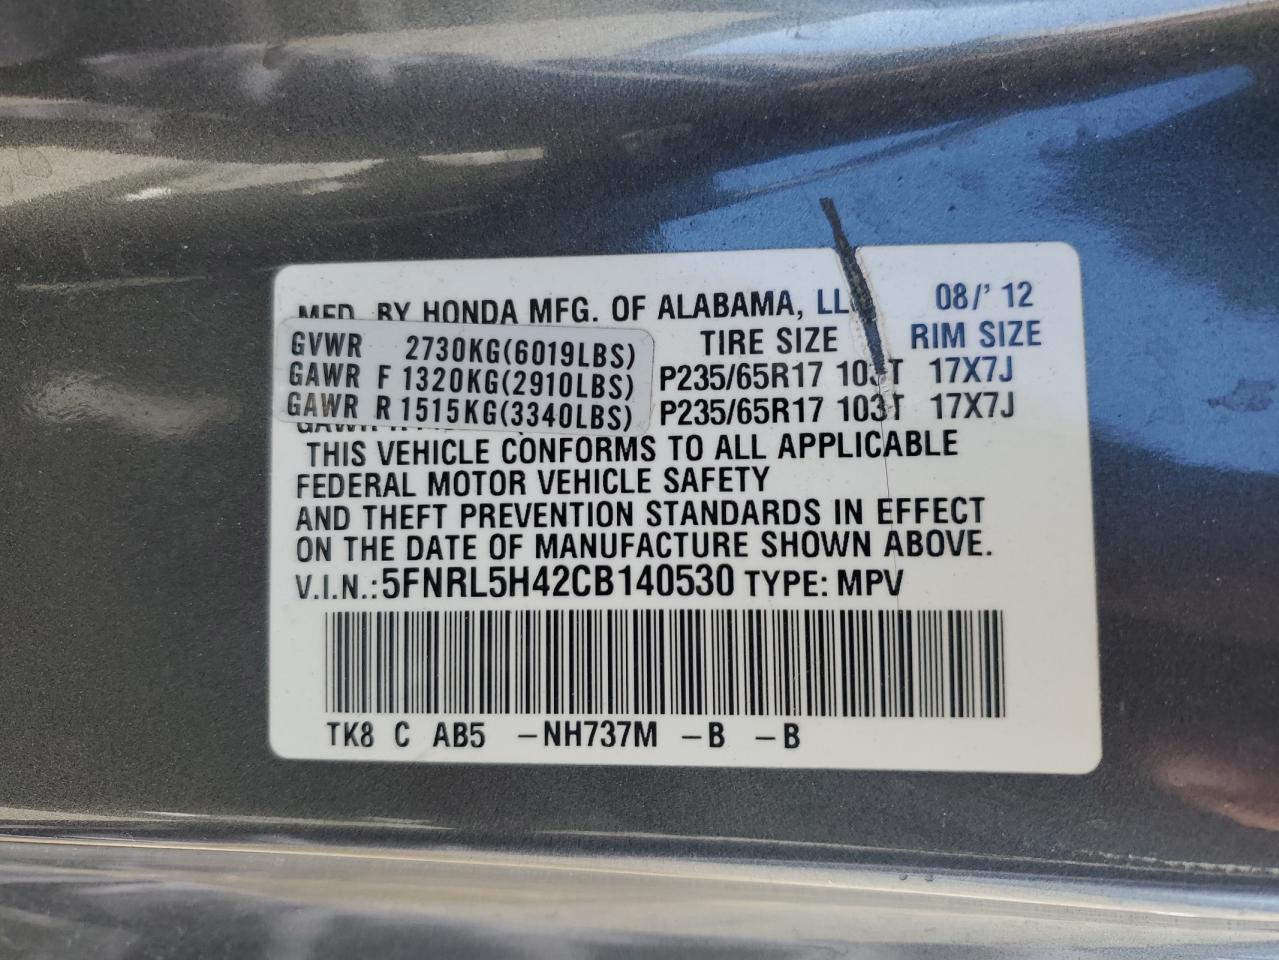 MFD. BY HONDA MFG. OF ALABAMA, LL 08/' 12
TIRE SIZE RIM SIZE
GVWR 2730KG(6019LBS)
GAWR F 1320KG(2910LBS) P235/65R17 103T 17X7J
GAWR R 1515KG(3340LBS) P235/65R17 103T 17X7J
THIS VEHICLE CONFORMS TO ALL APPLICABLE
FEDERAL MOTOR VEHICLE SAFETY
AND THEFT PREVENTION STANDARDS IN EFFECT
ON THE DATE OF MANUFACTURE SHOWN ABOVE.
V.I.N.: 5FNRL5H42CB140530 TYPE: MPV
TK8 C AB5 -NH737M -B -B